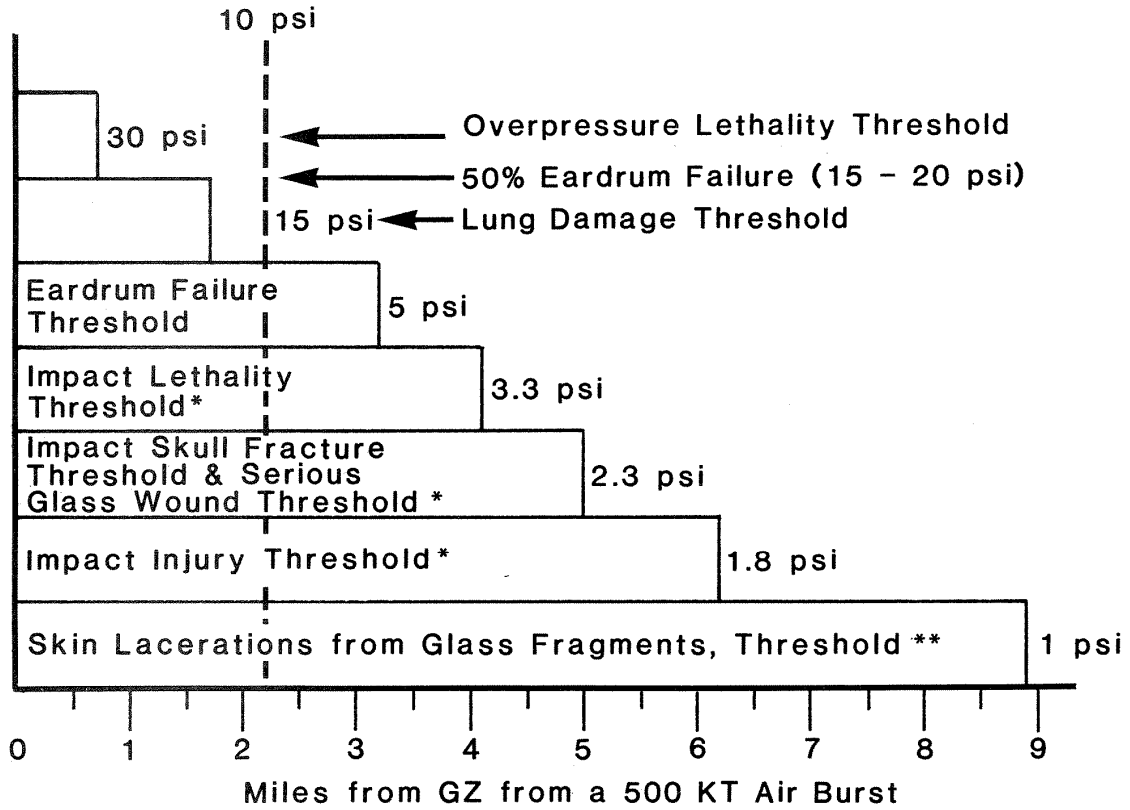 10 psi
30 psi
Overpressure Lethality Threshold
50% Eardrum Failure (15 - 20 psi)
15 psi
Lung Damage Threshold
Eardrum Failure
Threshold
5 psi
Impact Lethality
Threshold*
3.3 psi
Impact Skull Fracture
Threshold & Serious
Glass Wound Threshold *
2.3 psi
Impact Injury Threshold*
1.8 psi
Skin Lacerations from Glass Fragments, Threshold **
1 psi
0 1 2 3 4 5 6 7 8 9
Miles from GZ from a 500 KT Air Burst